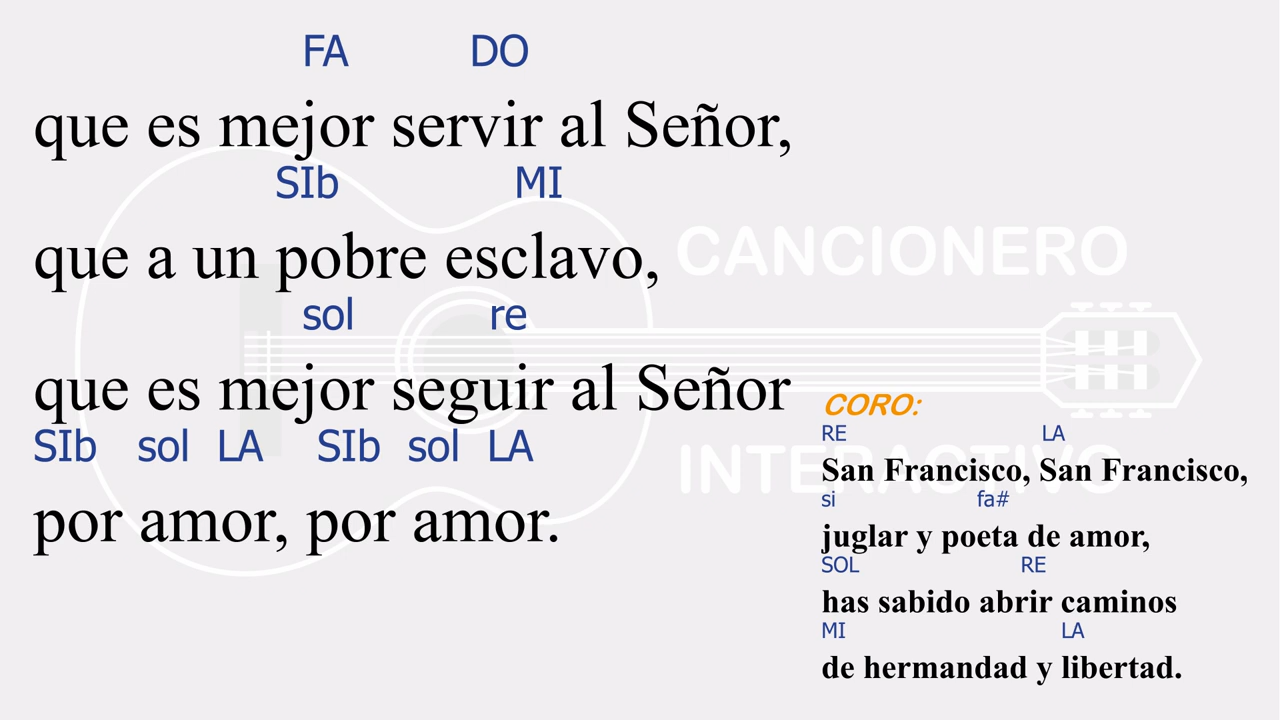 FA DO
que es mejor servir al Señor,
SIb MI
que a un pobre esclavo,
sol re
que es mejor seguir al Señor
SIb sol LA SIb sol LA
por amor, por amor.
CANCIONERO
INTERACTIVO
CORO:
RE LA
San Francisco, San Francisco,
si fa#
juglar y poeta de amor,
SOL RE
has sabido abrir caminos
MI LA
de hermandad y libertad.